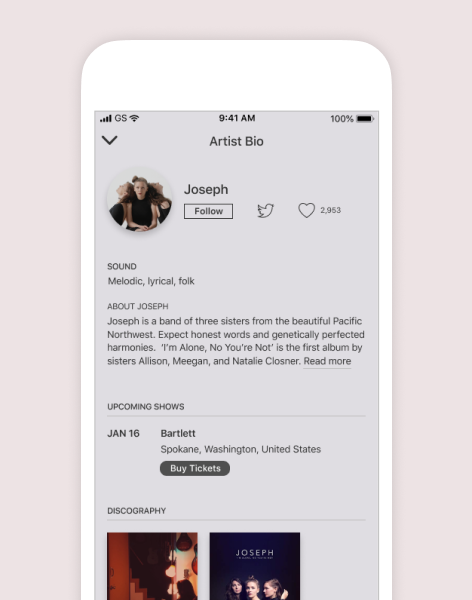 GS 9:41 AM 100%
Artist Bio
Joseph
Follow 2,953
SOUND
Melodic, lyrical, folk
ABOUT JOSEPH
Joseph is a band of three sisters from the beautiful Pacific
Northwest. Expect honest words and genetically perfected
harmonies. ‘I’m Alone, No You’re Not’ is the first album by
sisters Allison, Meegan, and Natalie Closner. Read more
UPCOMING SHOWS
JAN 16 Bartlett
Spokane, Washington, United States
Buy Tickets
DISCOGRAPHY
JOSEPH